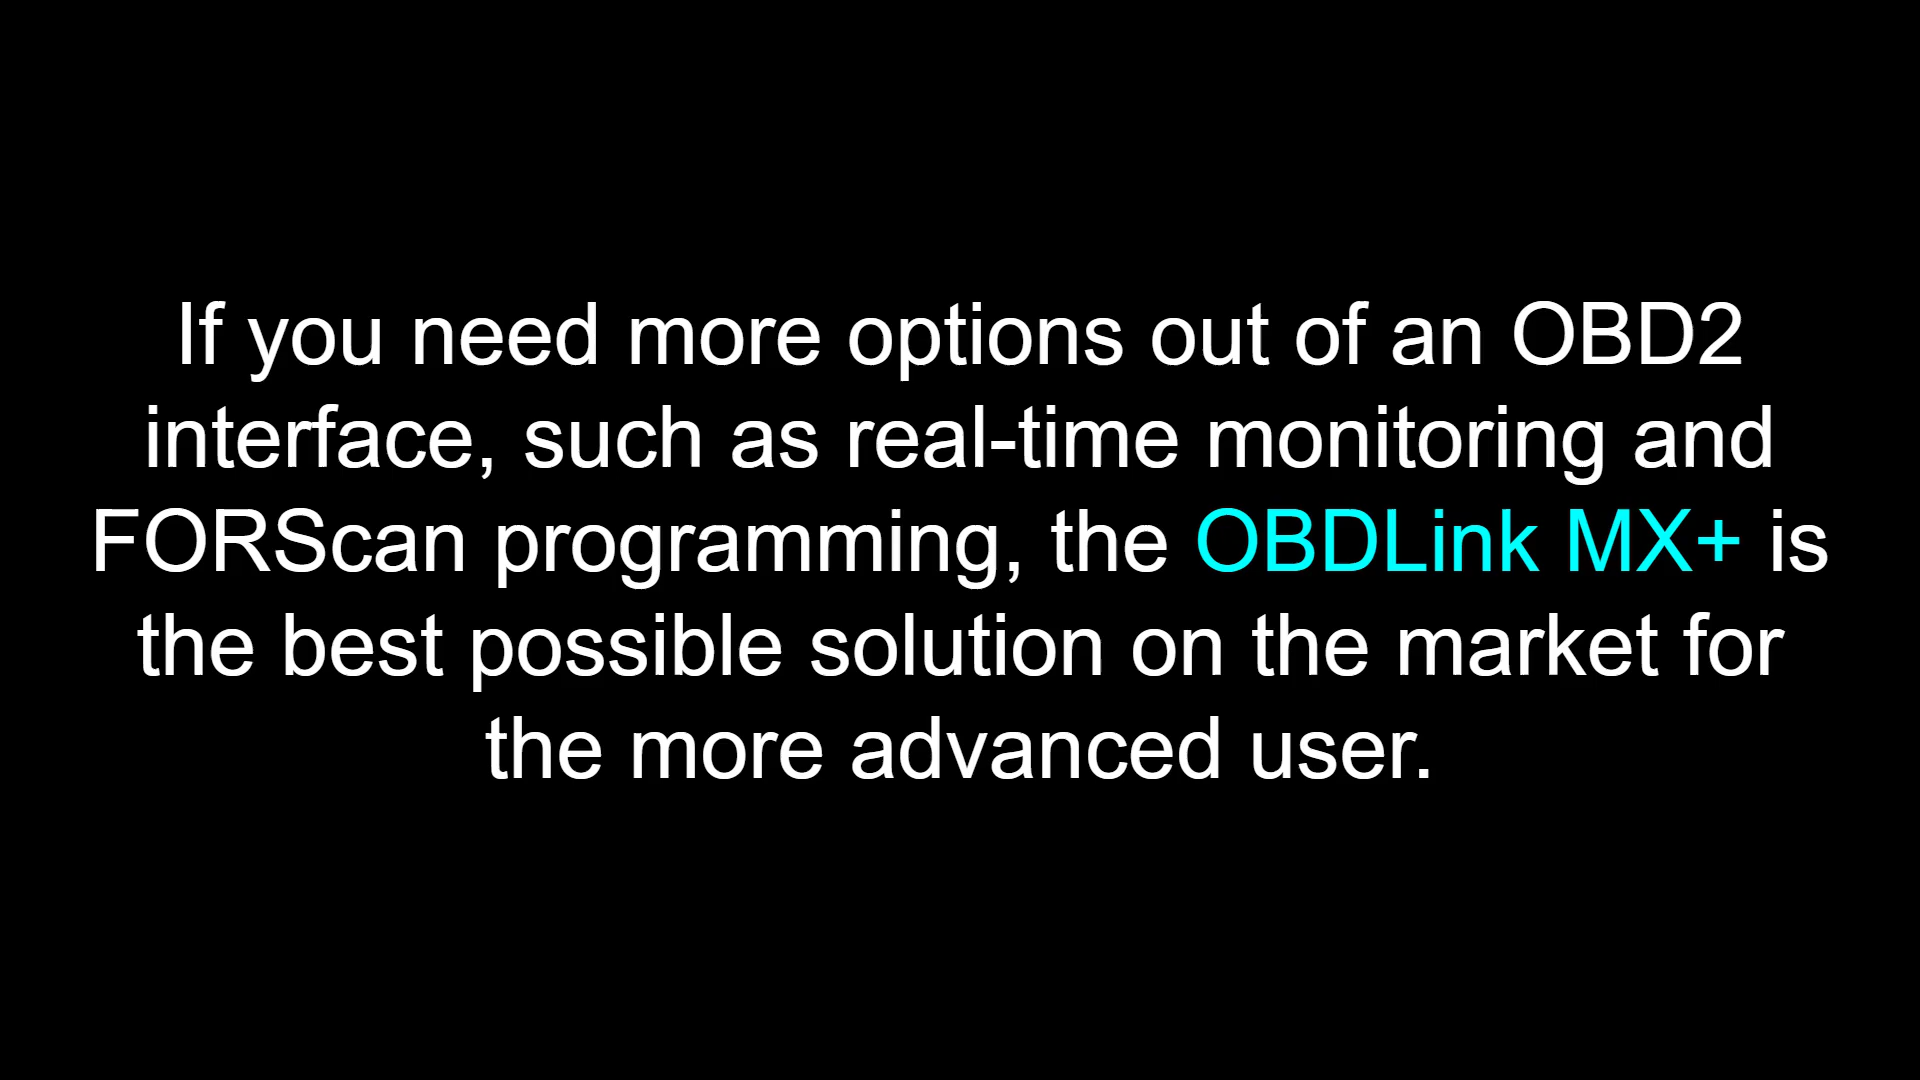 If you need more options out of an OBD2
interface, such as real-time monitoring and
FORScan programming, the OBDLink MX+ is
the best possible solution on the market for
the more advanced user.